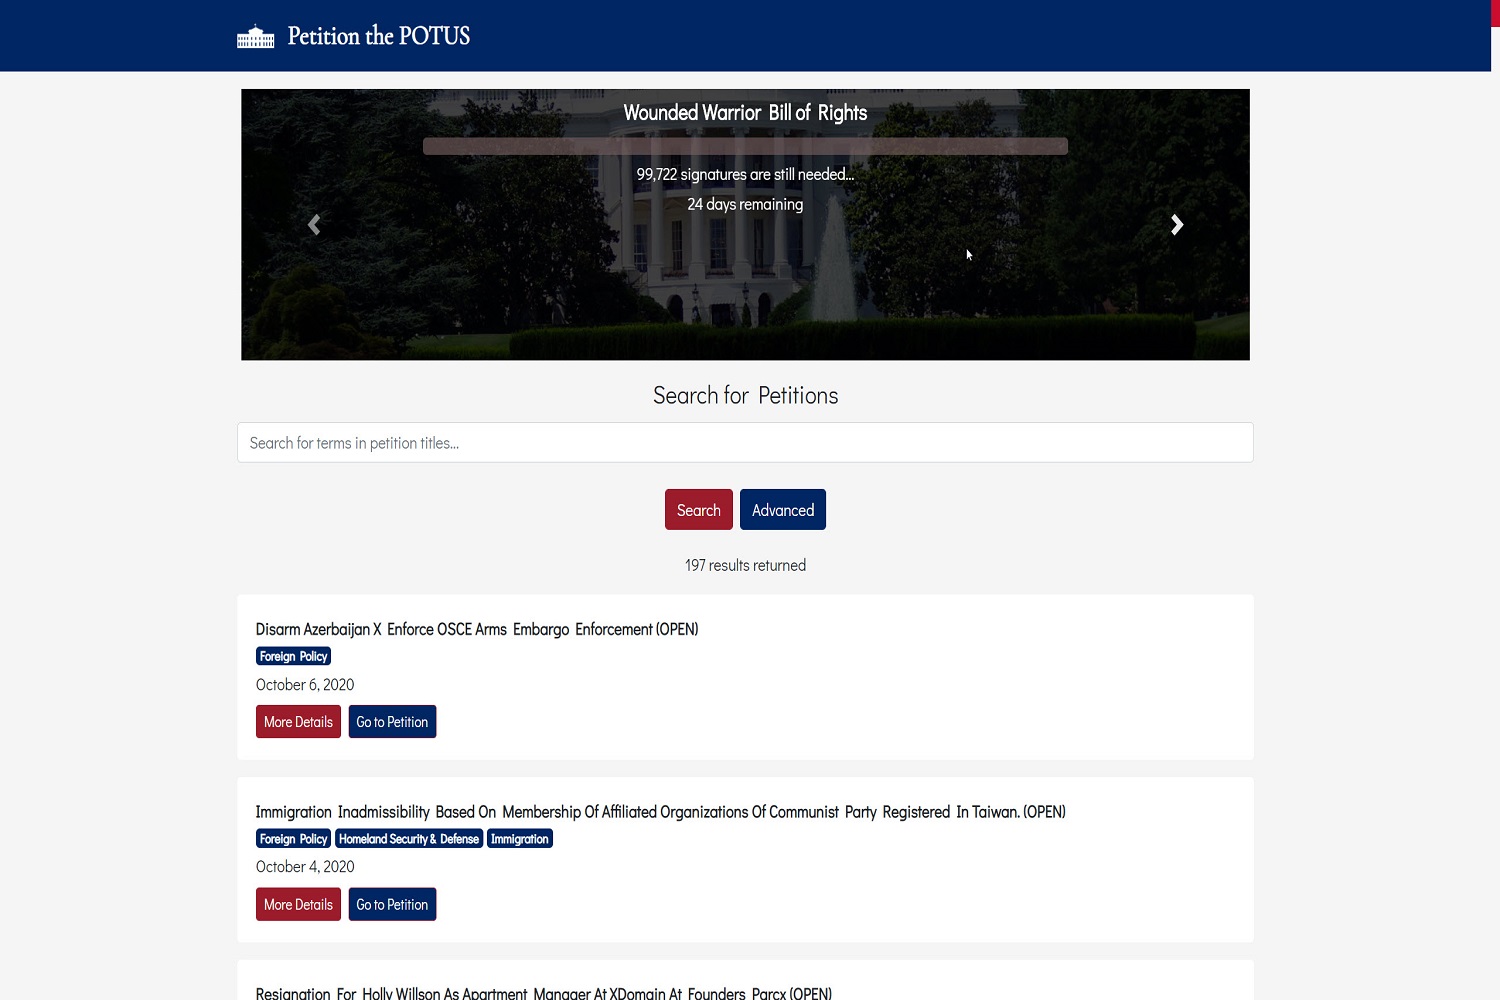 Petition the POTUS
Wounded Warrior Bill of Rights
99,722 signatures are still needed...
24 days remaining
Search for Petitions
Search for terms in petition titles...
Search Advanced
197 results returned
Disarm Azerbaijan X Enforce OSCE Arms Embargo Enforcement (OPEN)
Foreign Policy
October 6, 2020
More Details Go to Petition
Immigration Inadmissibility Based On Membership Of Affiliated Organizations Of Communist Party Registered In Taiwan. (OPEN)
Foreign Policy Homeland Security & Defense Immigration
October 4, 2020
More Details Go to Petition
Resignation For Holly Willson As Apartment Manager At XDomain At Founders Parcx (OPEN)